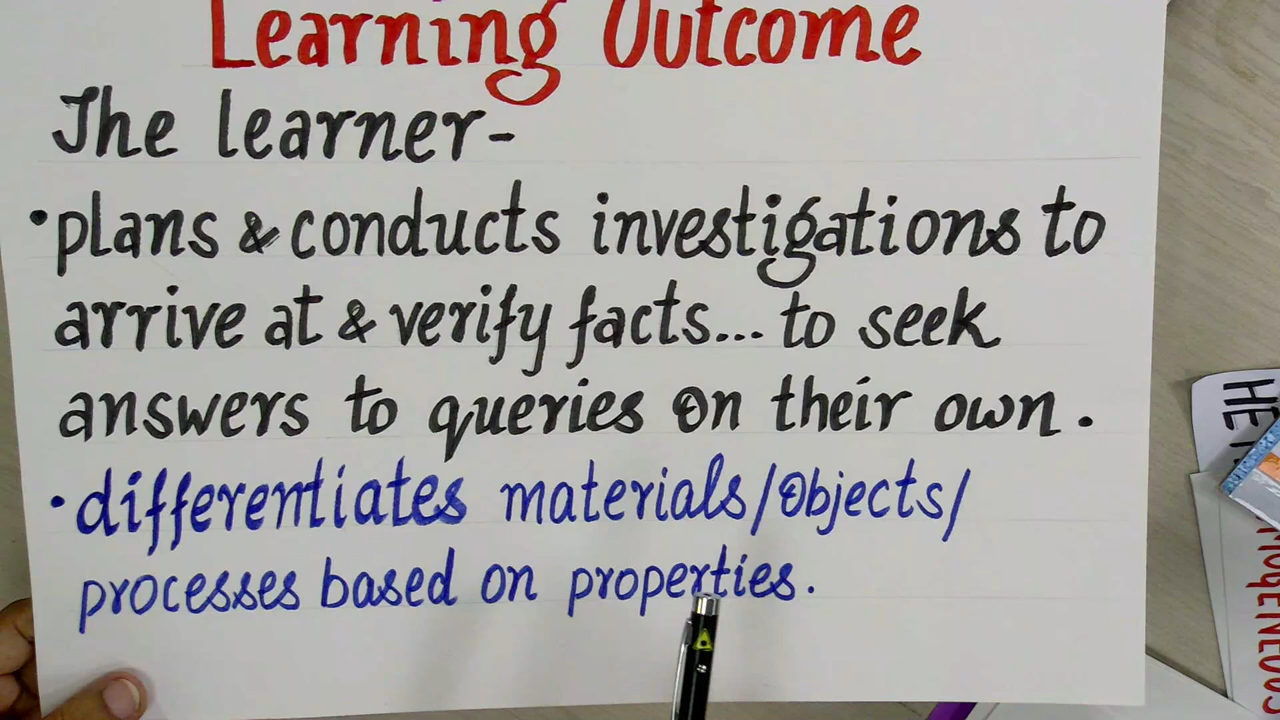 Learning Outcome
The learner-
•plans & conducts investigations to
arrive at & verify facts... to seek
answers to queries on their own.
•differentiates materials/objects/
processes based on properties.